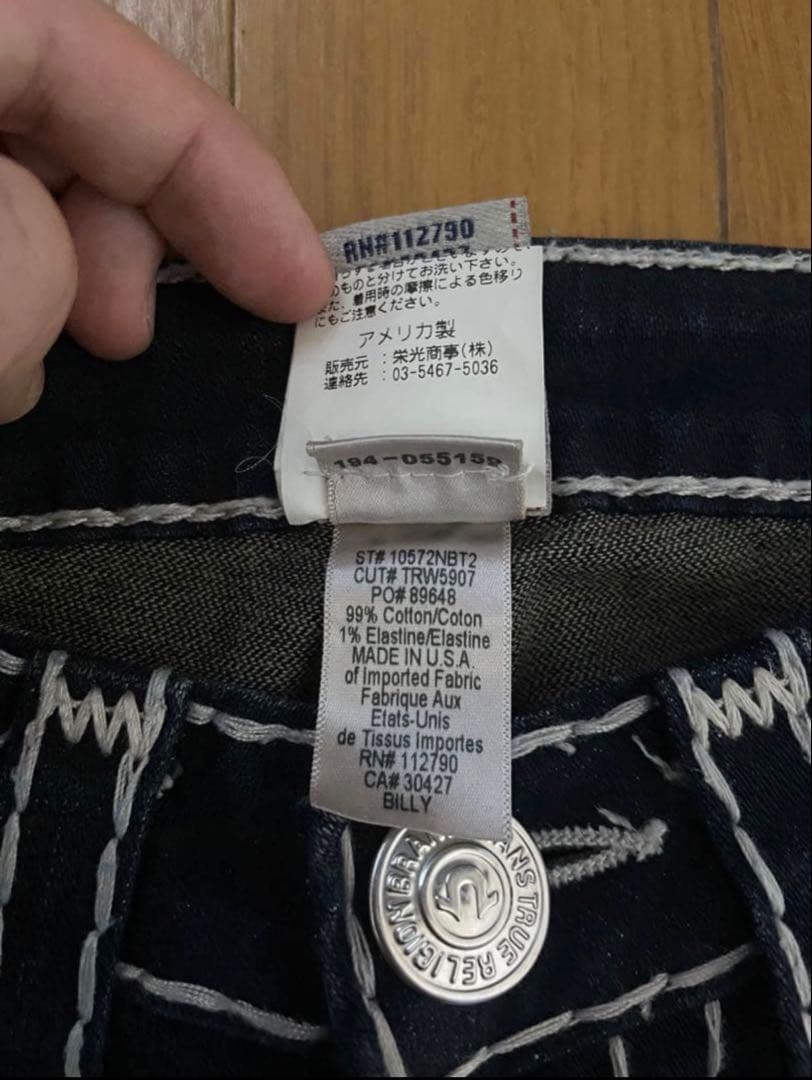 RN#112790
のものと分けてお洗い下さい。
また、着用時の摩擦による色移り
にもご注意ください。
アメリカ製
販売元 : 栄光商事(株)
連絡先 : 03-5467-5036
194-055159
ST# 10572NBT2
CUT# TRW5907
PO# 89648
99% Cotton/Coton
1% Elastine/Elastine
MADE IN U.S.A.
of Imported Fabric
Fabrique Aux
Etats-Unis
de Tissus Importes
RN# 112790
CA# 30427
BILLY
TRUE RELIGION BRAND JEANS